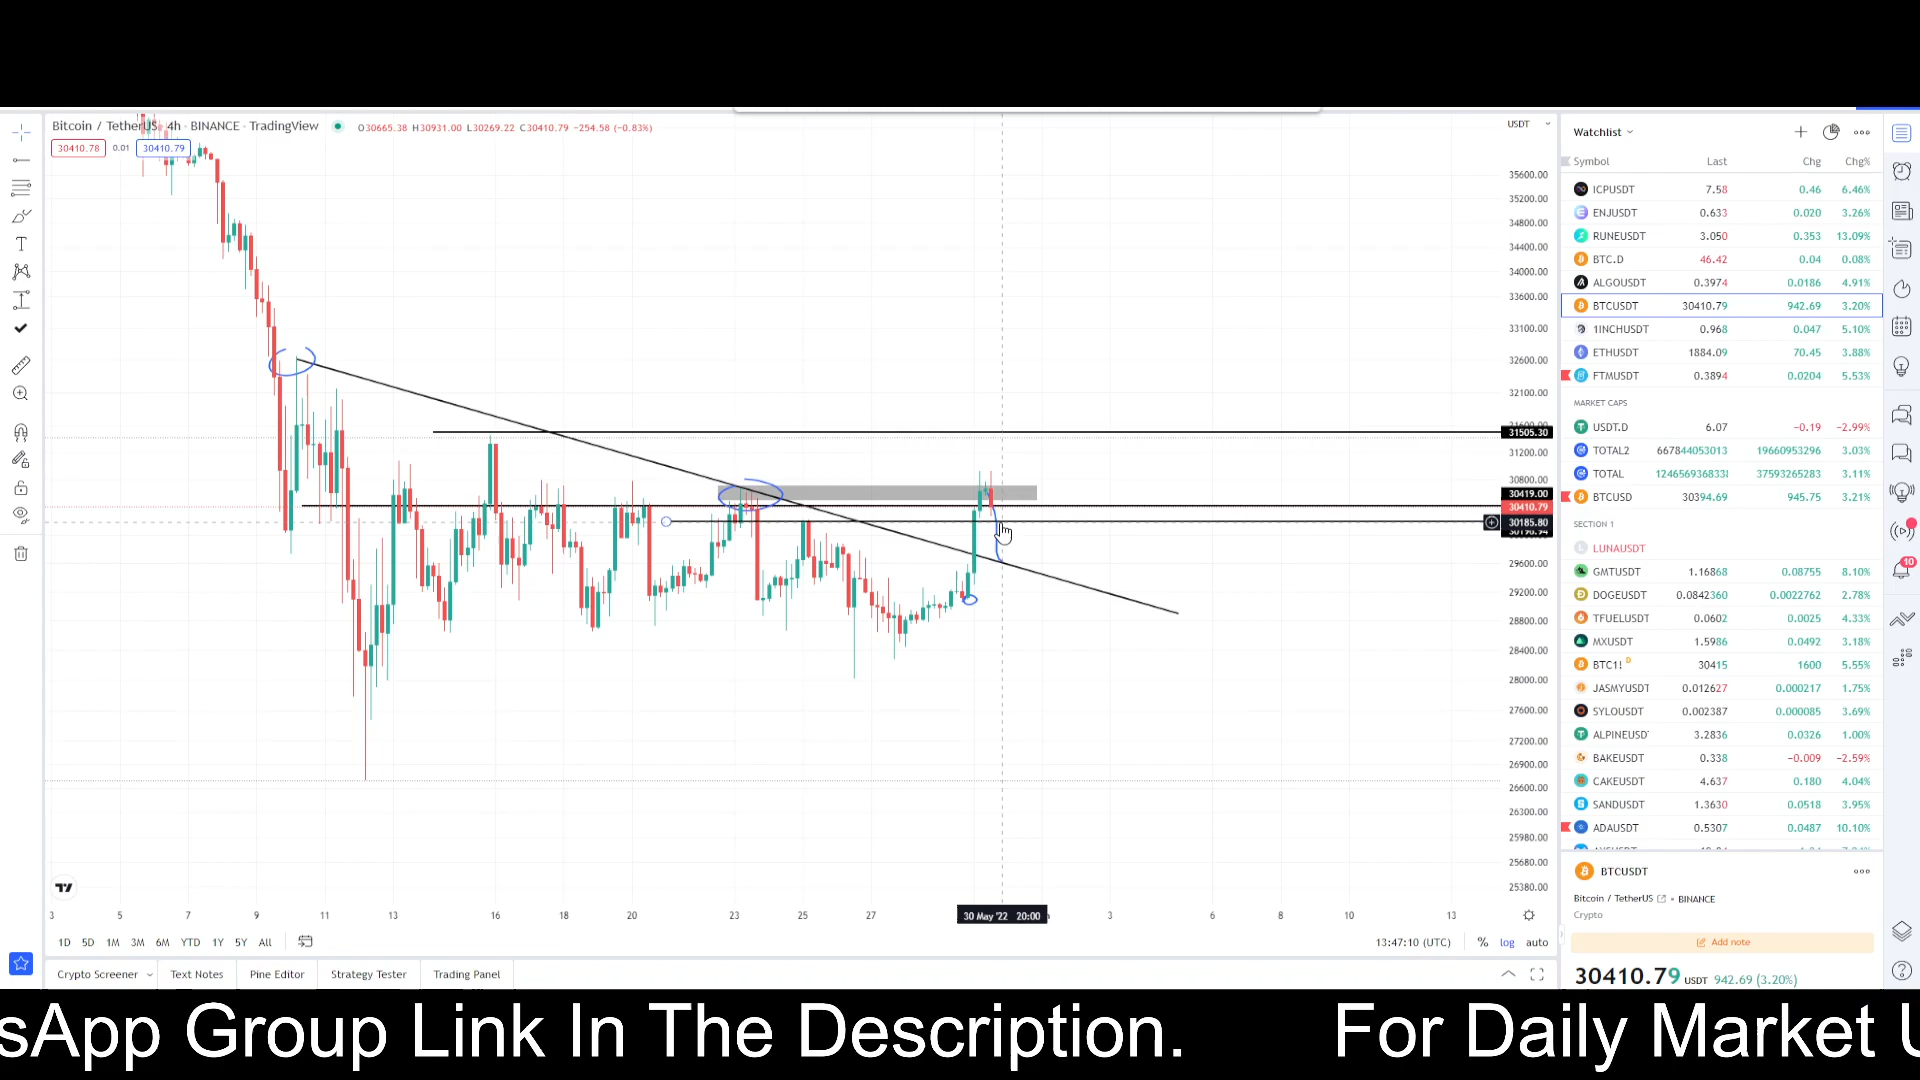 Bitcoin / TetherUS · 4h · BINANCE · TradingView
O30665.38 H30931.00 L30269.22 C30410.79 −254.58 (−0.83%)
30410.78 0.01 30410.79
USDT
35600.00
35200.00
34800.00
34400.00
34000.00
33600.00
33100.00
32600.00
32100.00
31505.30
31200.00
30800.00
30419.00
30410.79
30185.80
29600.00
29200.00
28800.00
28400.00
28000.00
27600.00
27200.00
26900.00
26600.00
26300.00
25980.00
25680.00
25380.00
3 5 7 9 11 13 16 18 20 23 25 27 30 May '22 20:00 3 6 8 10 13
1D 5D 1M 3M 6M YTD 1Y 5Y All
13:47:10 (UTC) % log auto
Crypto Screener Text Notes Pine Editor Strategy Tester Trading Panel
Watchlist
Symbol Last Chg Chg%
ICPUSDT 7.58 0.46 6.46%
ENJUSDT 0.633 0.020 3.26%
RUNEUSDT 3.050 0.353 13.09%
BTC.D 46.42 0.04 0.08%
ALGOUSDT 0.3974 0.0186 4.91%
BTCUSDT 30410.79 942.69 3.20%
1INCHUSDT 0.968 0.047 5.10%
ETHUSDT 1884.09 70.45 3.88%
FTMUSDT 0.3894 0.0204 5.53%
MARKET CAPS
USDT.D 6.07 −0.19 −2.99%
TOTAL2 667844053013 19660953296 3.03%
TOTAL 37593265283 3.11%
BTCUSD 30394.69 945.75 3.21%
SECTION 1
LUNAUSDT
GMTUSDT 1.16868 0.08755 8.10%
DOGEUSDT 0.0842360 0.0022762 2.78%
TFUELUSDT 0.0602 0.0025 4.33%
MXUSDT 1.5986 0.0492 3.18%
BTC1! D 30415 1600 5.55%
JASMYUSDT 0.012627 0.000217 1.75%
SYLOUSDT 0.002387 0.000085 3.69%
ALPINEUSD 3.2836 0.0326 1.00%
BAKEUSDT 0.338 −0.009 −2.59%
CAKEUSDT 4.637 0.180 4.04%
SANDUSDT 1.3630 0.0518 3.95%
ADAUSDT 0.5307 0.0487 10.10%
BTCUSDT
Bitcoin / TetherUS • BINANCE
Crypto
Add note
30410.79 USDT 942.69 (3.20%)
10
sApp Group Link In The Description. For Daily Market U